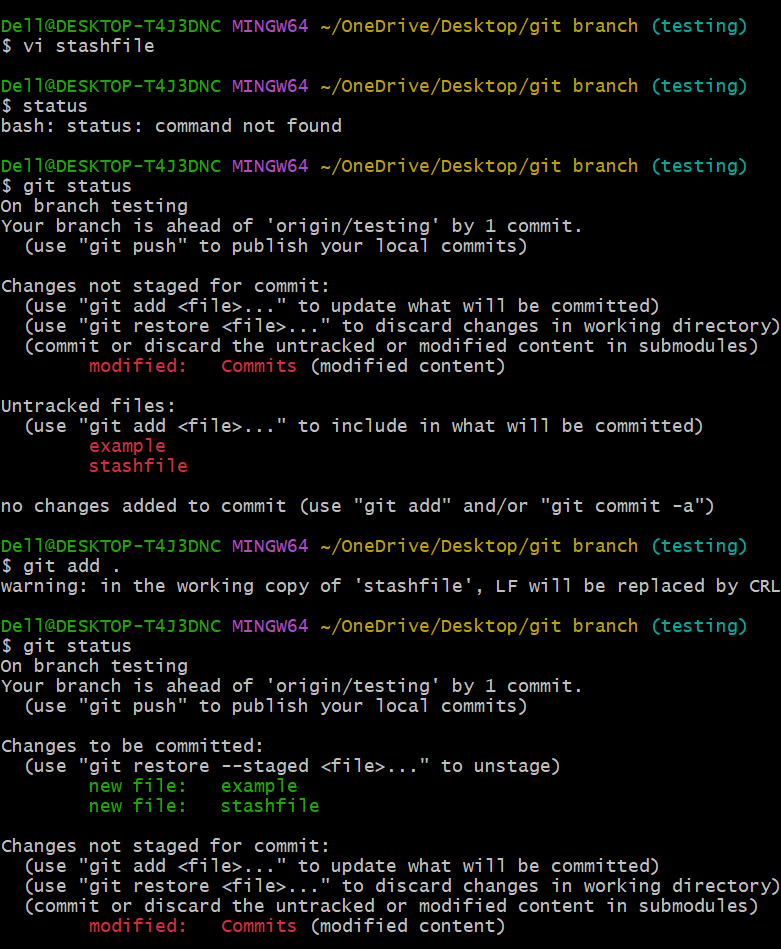 Dell@DESKTOP-T4J3DNC MINGW64 ~/OneDrive/Desktop/git branch (testing)
$ vi stashfile
Dell@DESKTOP-T4J3DNC MINGW64 ~/OneDrive/Desktop/git branch (testing)
$ status
bash: status: command not found
Dell@DESKTOP-T4J3DNC MINGW64 ~/OneDrive/Desktop/git branch (testing)
$ git status
On branch testing
Your branch is ahead of 'origin/testing' by 1 commit.
  (use "git push" to publish your local commits)
Changes not staged for commit:
  (use "git add <file>..." to update what will be committed)
  (use "git restore <file>..." to discard changes in working directory)
  (commit or discard the untracked or modified content in submodules)
        modified:   Commits (modified content)
Untracked files:
  (use "git add <file>..." to include in what will be committed)
        example
        stashfile
no changes added to commit (use "git add" and/or "git commit -a")
Dell@DESKTOP-T4J3DNC MINGW64 ~/OneDrive/Desktop/git branch (testing)
$ git add .
warning: in the working copy of 'stashfile', LF will be replaced by CRL
Dell@DESKTOP-T4J3DNC MINGW64 ~/OneDrive/Desktop/git branch (testing)
$ git status
On branch testing
Your branch is ahead of 'origin/testing' by 1 commit.
  (use "git push" to publish your local commits)
Changes to be committed:
  (use "git restore --staged <file>..." to unstage)
        new file:   example
        new file:   stashfile
Changes not staged for commit:
  (use "git add <file>..." to update what will be committed)
  (use "git restore <file>..." to discard changes in working directory)
  (commit or discard the untracked or modified content in submodules)
        modified:   Commits (modified content)